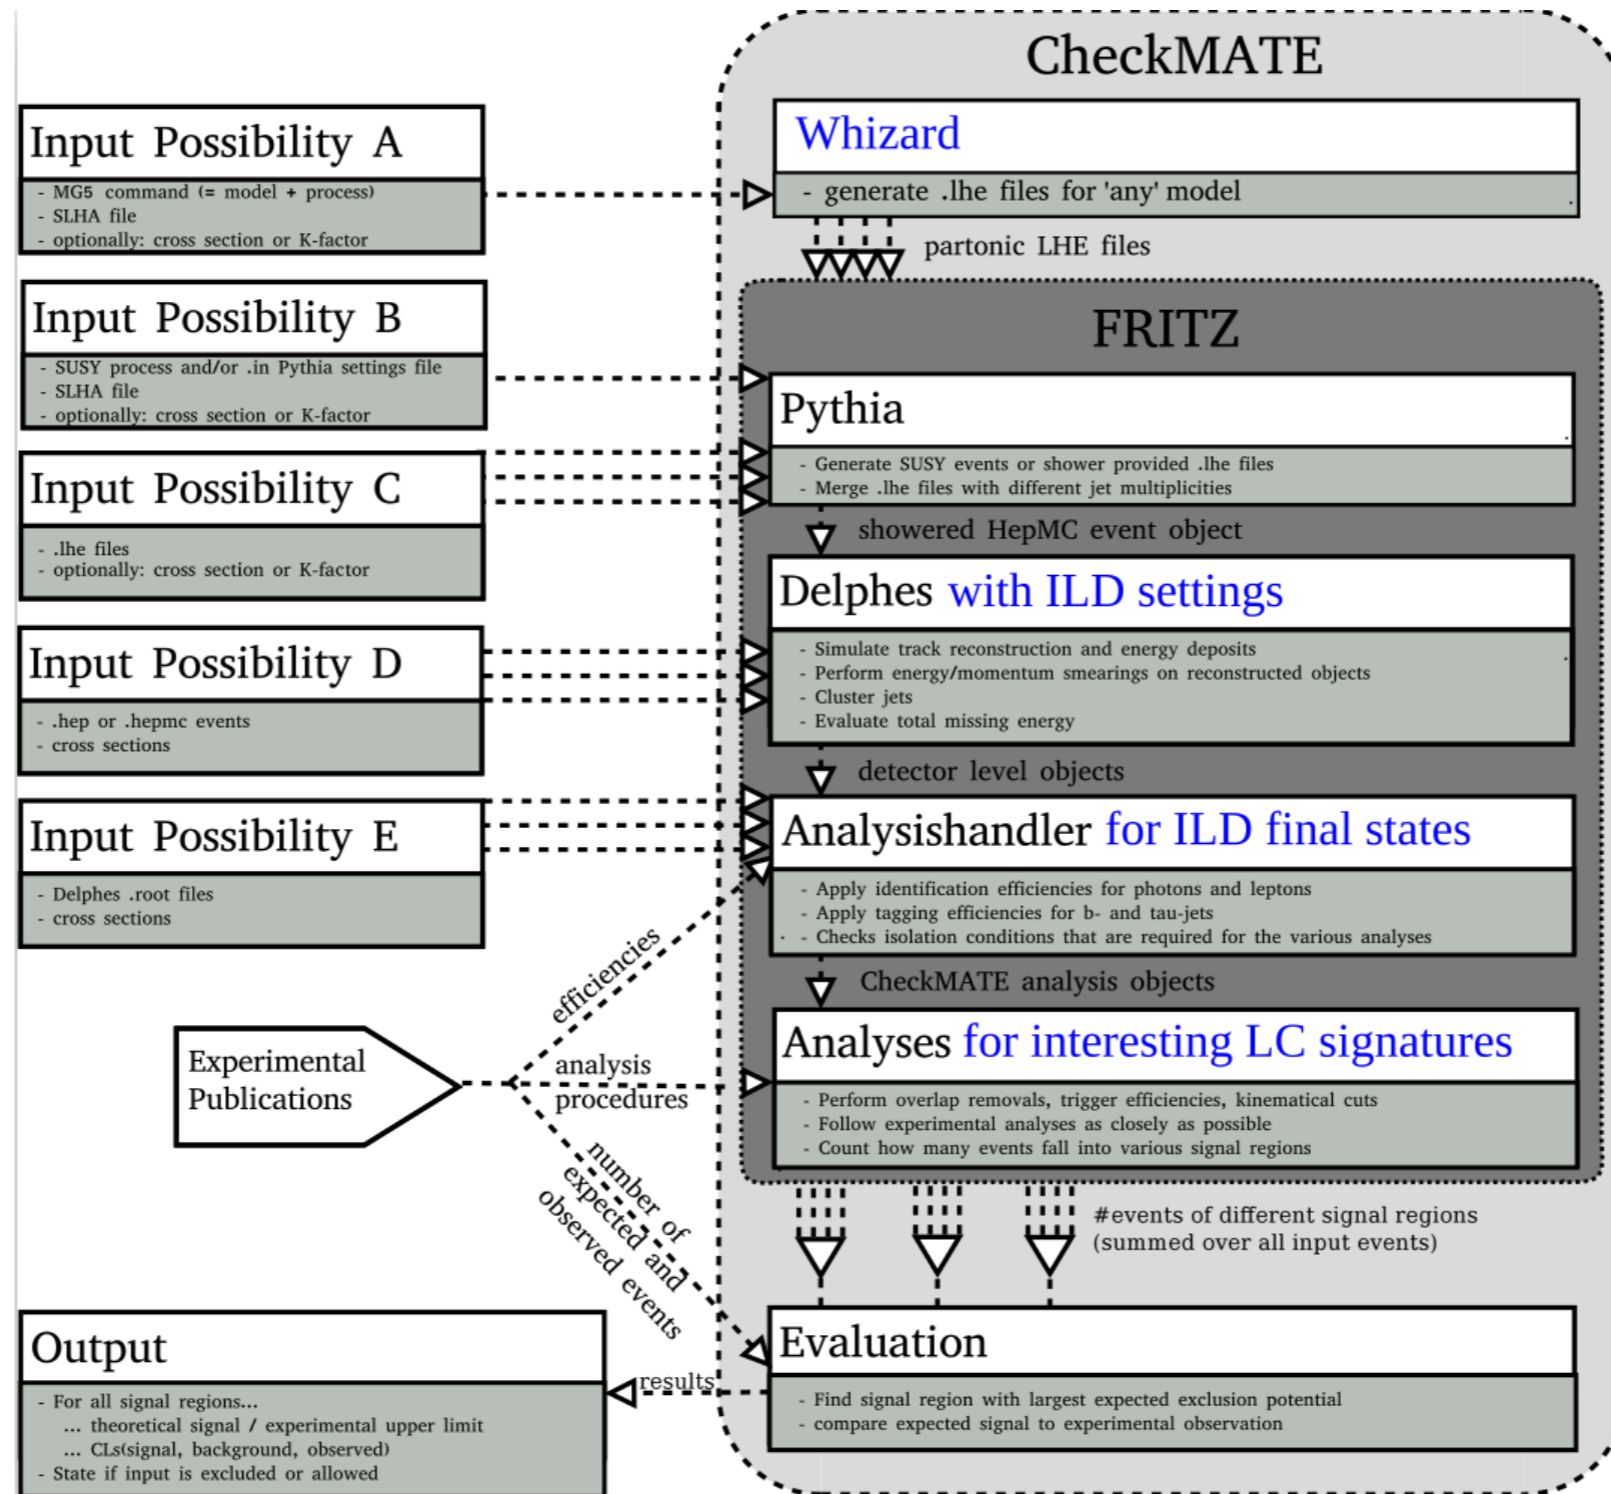 CheckMATE
Input Possibility A
- MG5 command (= model + process)
- SLHA file
- optionally: cross section or K-factor
Whizard
- generate .lhe files for 'any' model
partonic LHE files
Input Possibility B
- SUSY process and/or .in Pythia settings file
- SLHA file
- optionally: cross section or K-factor
FRITZ
Pythia
- Generate SUSY events or shower provided .lhe files
- Merge .lhe files with different jet multiplicities
showered HepMC event object
Input Possibility C
- .lhe files
- optionally: cross section or K-factor
Delphes with ILD settings
- Simulate track reconstruction and energy deposits
- Perform energy/momentum smearings on reconstructed objects
- Cluster jets
- Evaluate total missing energy
detector level objects
Input Possibility D
- .hep or .hepmc events
- cross sections
Input Possibility E
- Delphes .root files
- cross sections
Analysishandler for ILD final states
- Apply identification efficiencies for photons and leptons
- Apply tagging efficiencies for b- and tau-jets
- Checks isolation conditions that are required for the various analyses
CheckMATE analysis objects
Experimental
Publications
efficiencies
analysis
procedures
number of
expected and
observed events
Analyses for interesting LC signatures
- Perform overlap removals, trigger efficiencies, kinematical cuts
- Follow experimental analyses as closely as possible
- Count how many events fall into various signal regions
#events of different signal regions
(summed over all input events)
Evaluation
- Find signal region with largest expected exclusion potential
- compare expected signal to experimental observation
results
Output
- For all signal regions...
... theoretical signal / experimental upper limit
... CLs(signal, background, observed)
- State if input is excluded or allowed